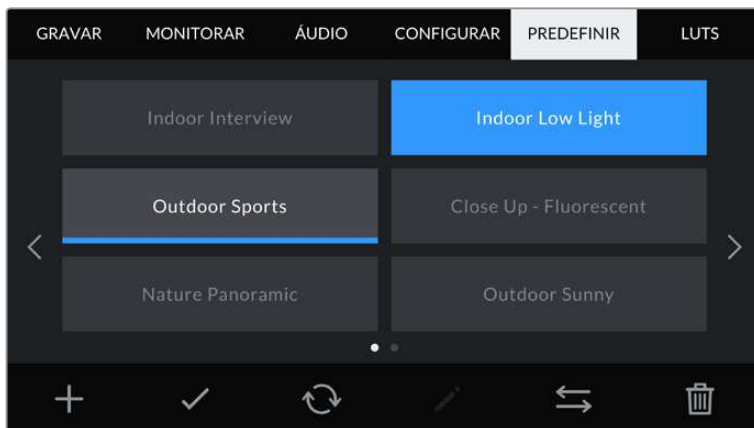 GRAVAR MONITORAR ÁUDIO CONFIGURAR PREDEFINIR LUTS
Indoor Interview Indoor Low Light
Outdoor Sports Close Up - Fluorescent
Nature Panoramic Outdoor Sunny